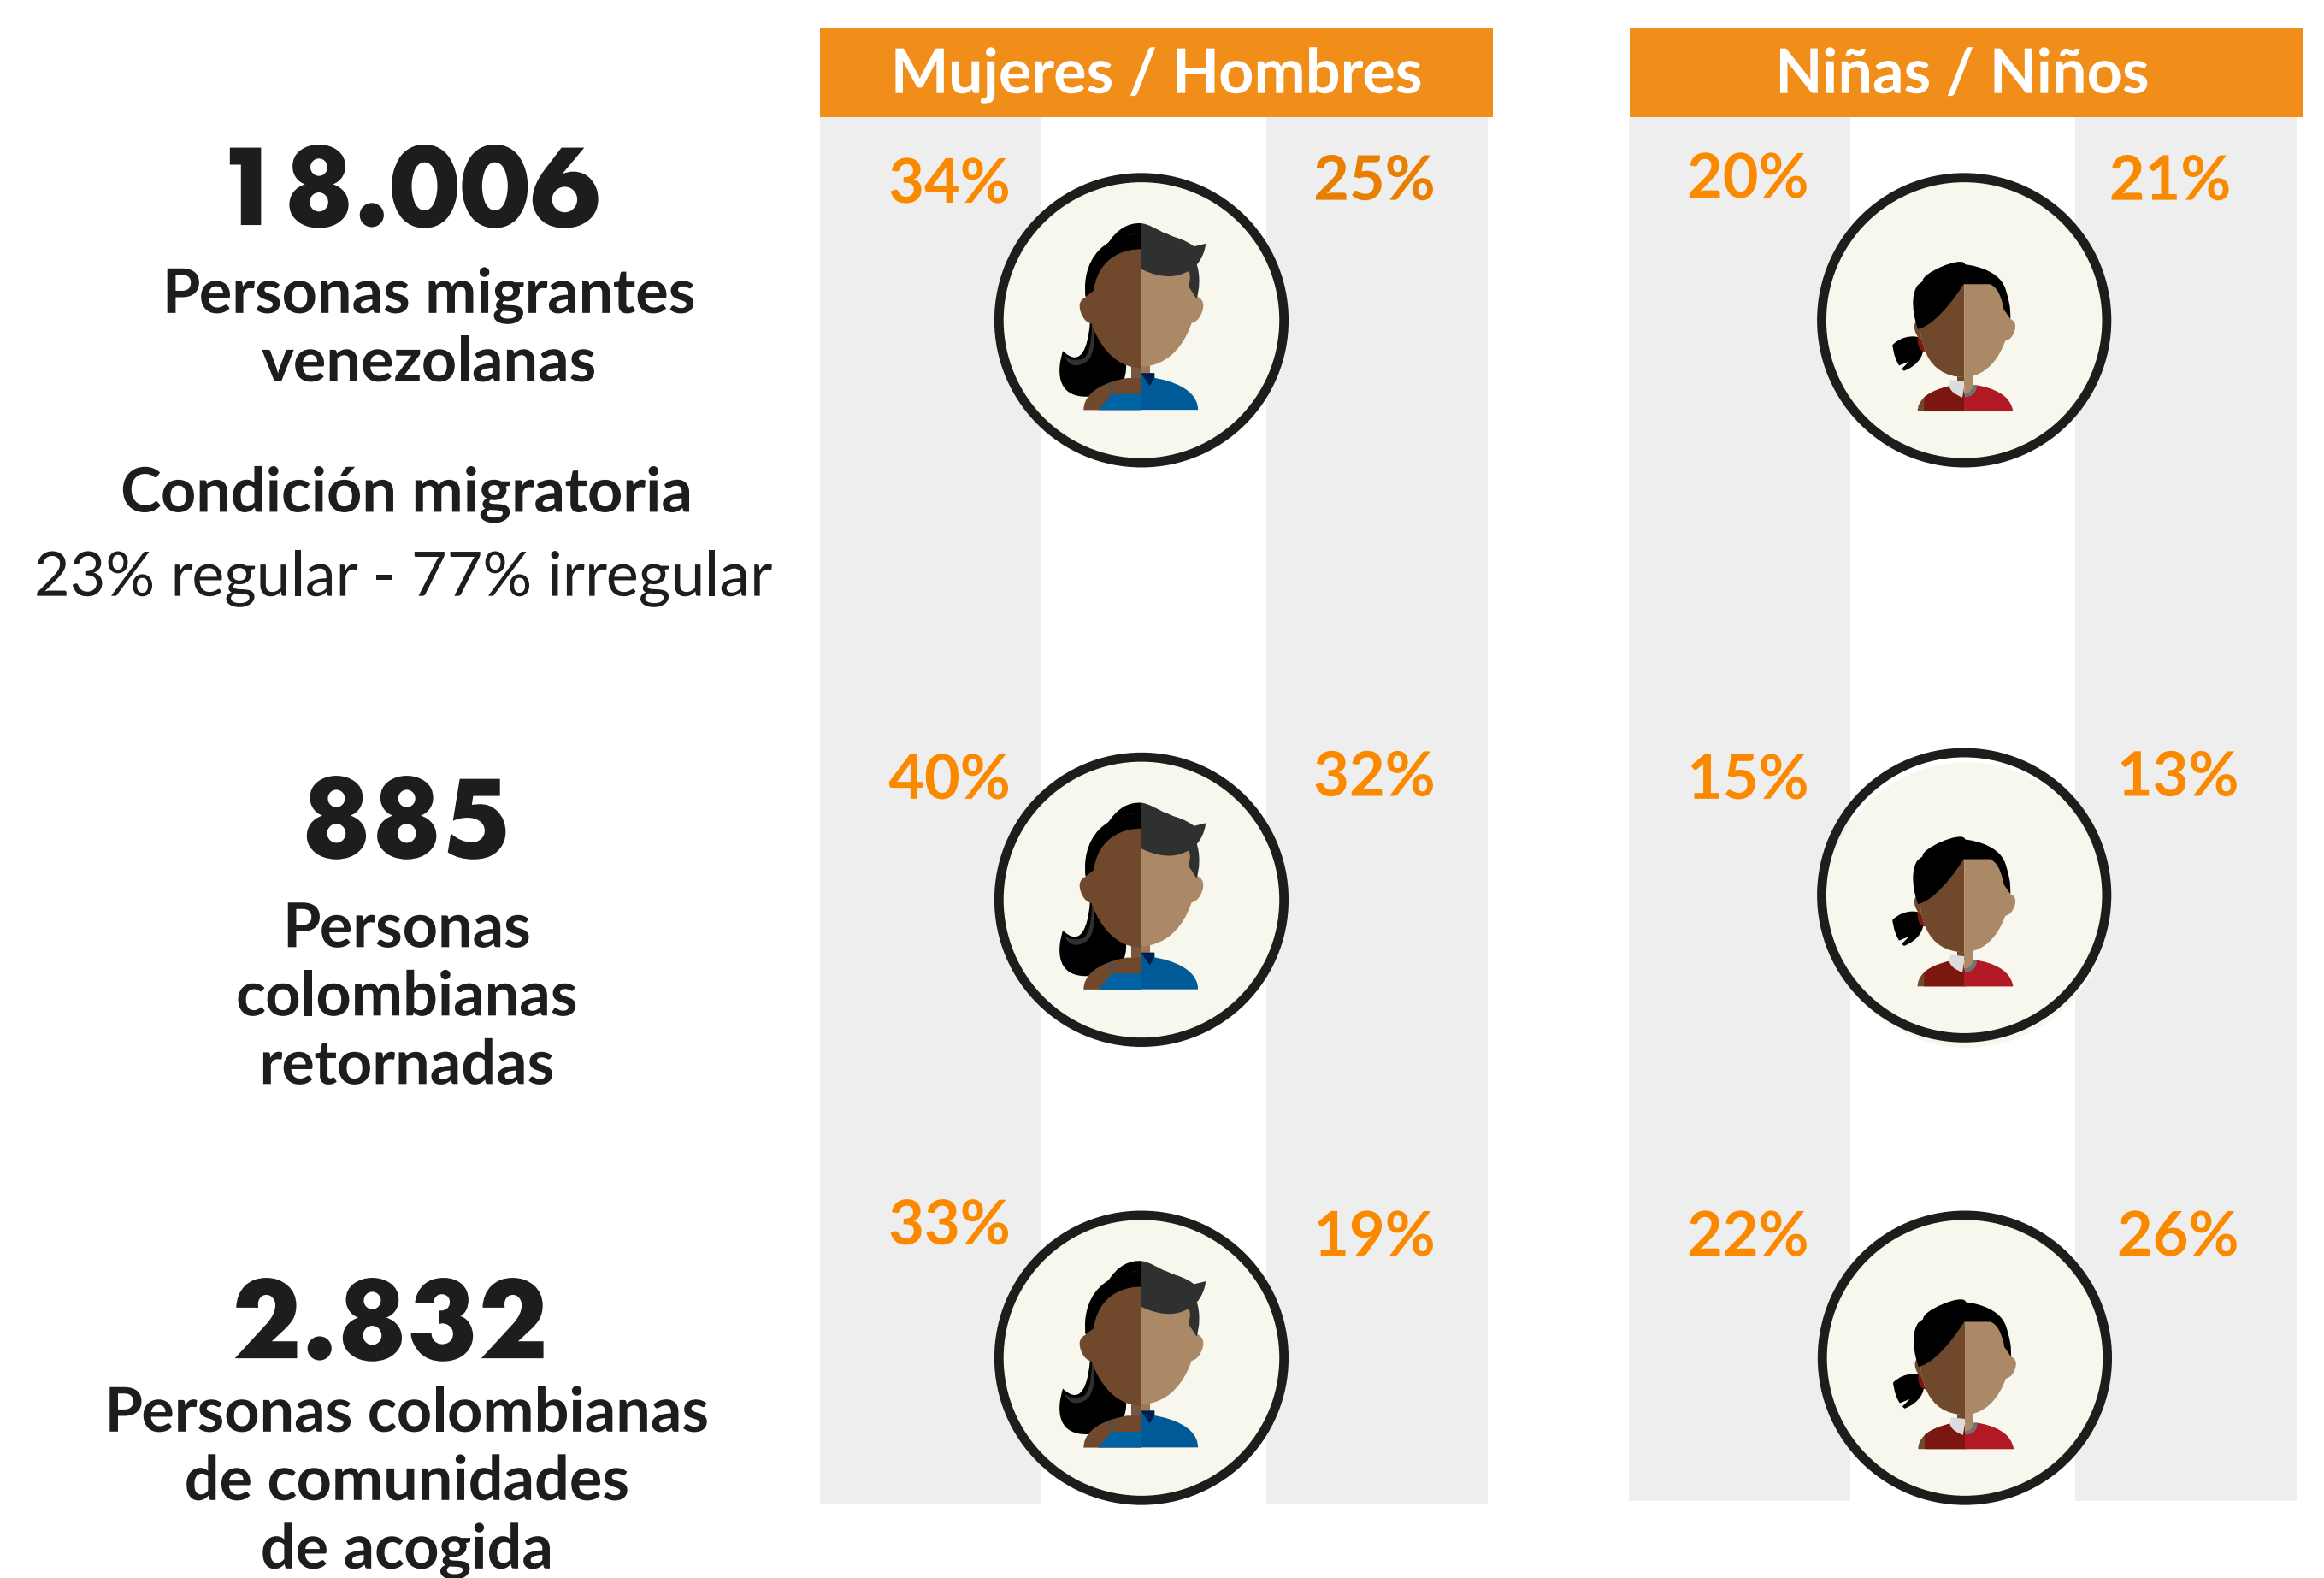 Mujeres / Hombres
Niñas / Niños
18.006
Personas migrantes
venezolanas
Condición migratoria
23% regular - 77% irregular
34%
25%
20%
21%
885
Personas
colombianas
retornadas
40%
32%
15%
13%
2.832
Personas colombianas
de comunidades
de acogida
33%
19%
22%
26%